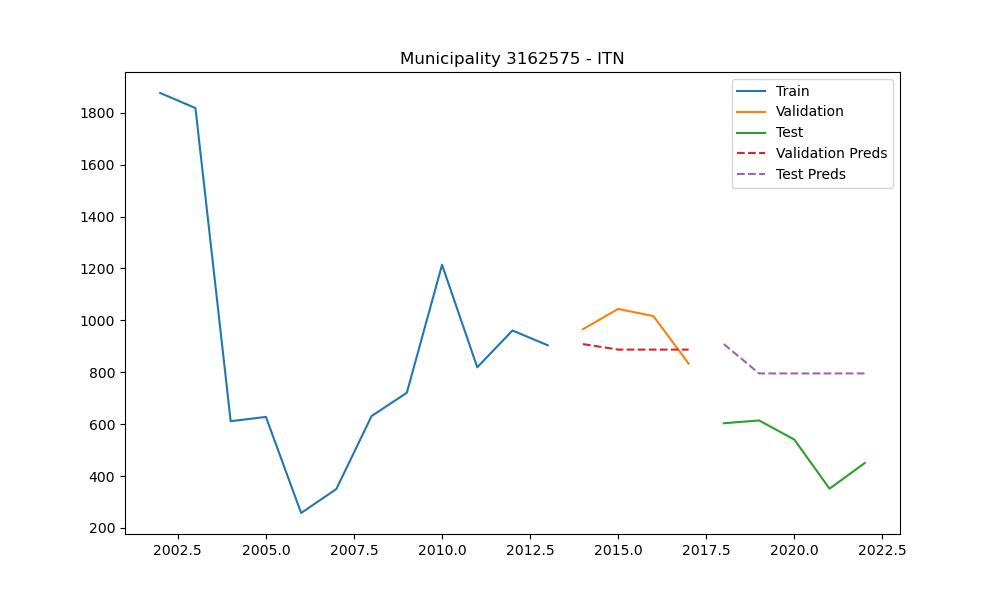 Municipality 3162575 - ITN
Train
Validation
Test
Validation Preds
Test Preds
1800
1600
1400
1200
1000
800
600
400
200
2002.5 2005.0 2007.5 2010.0 2012.5 2015.0 2017.5 2020.0 2022.5